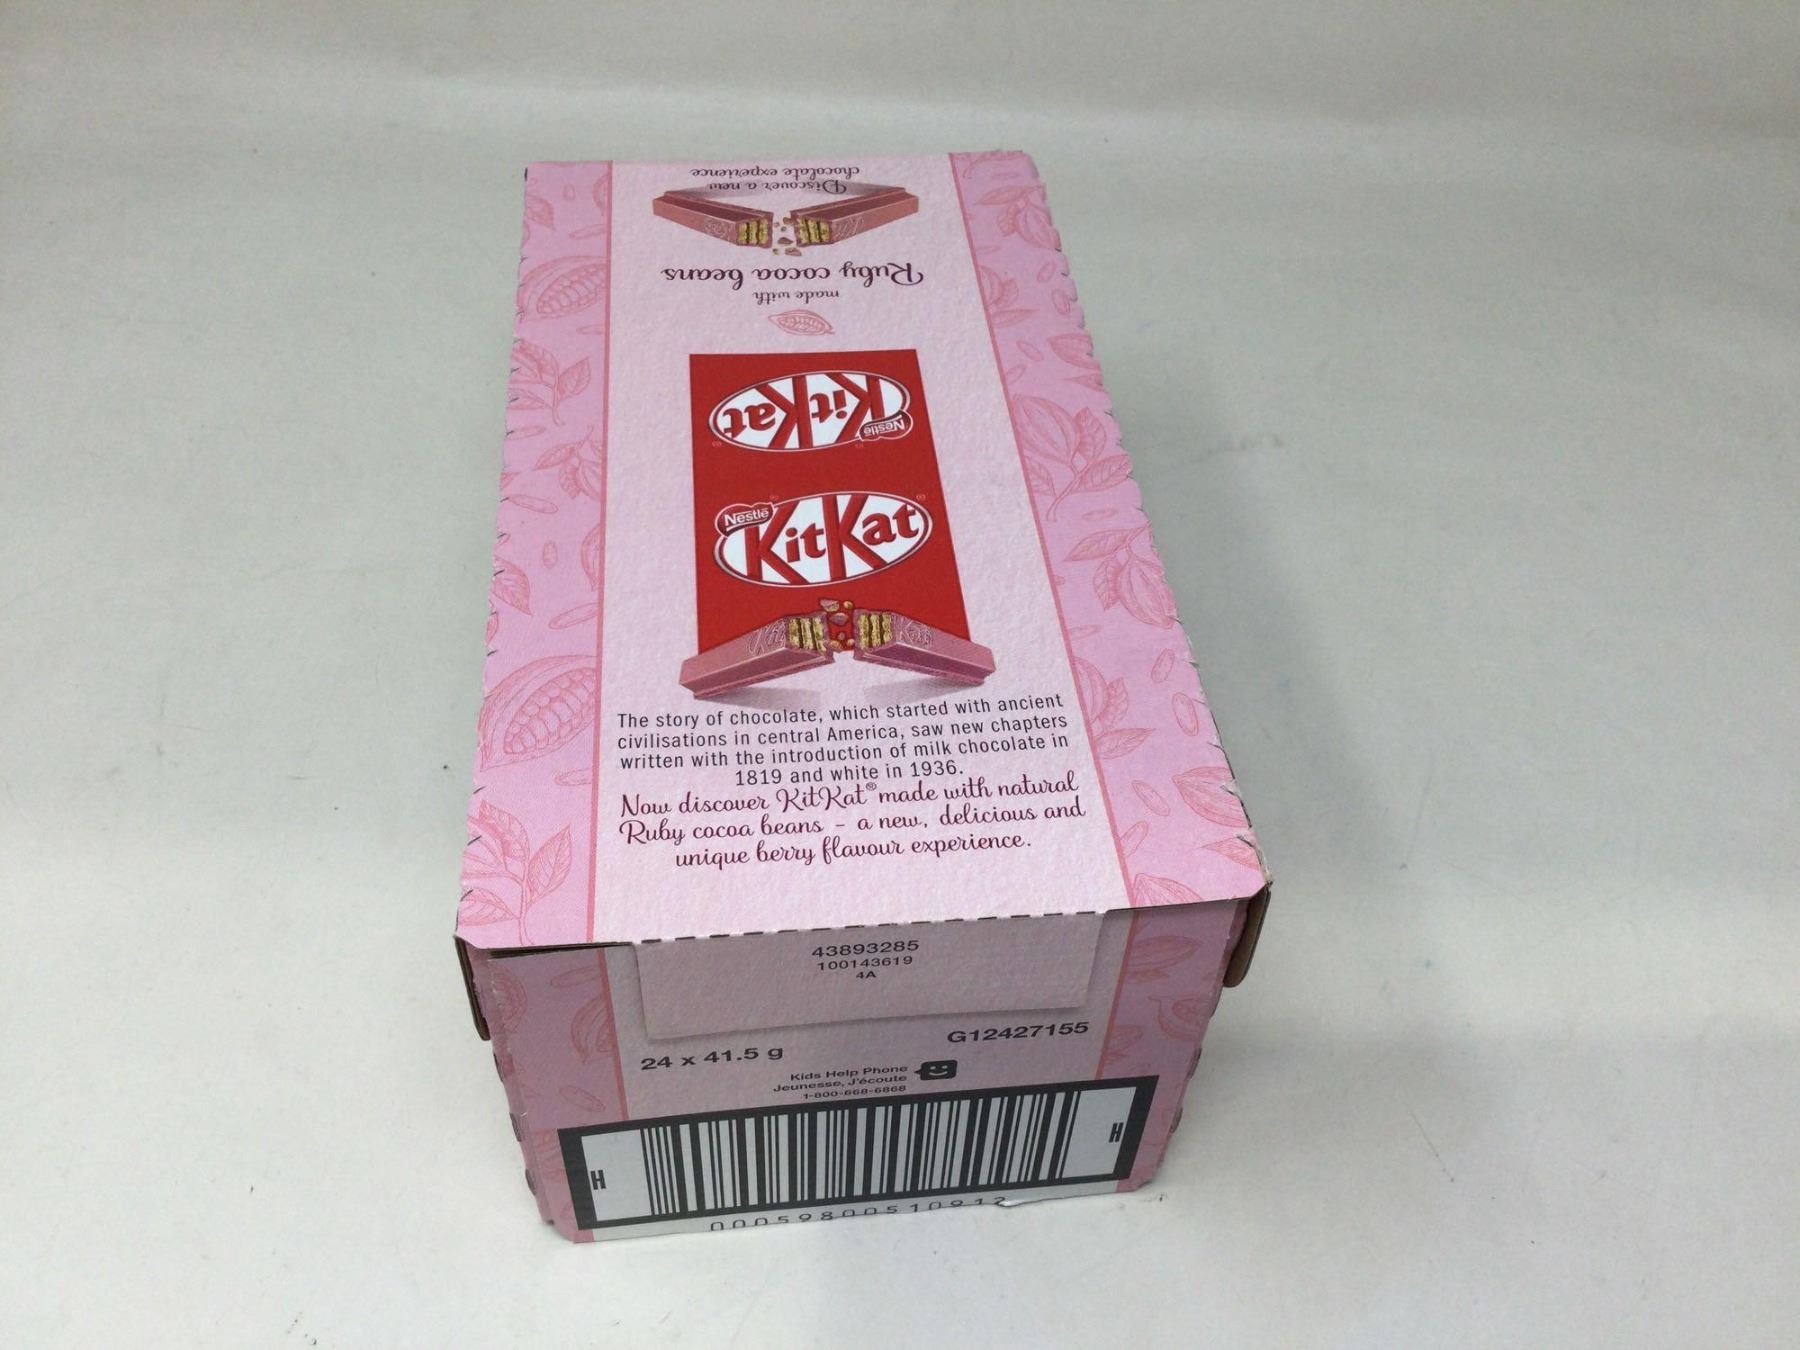 Discover a new
chocolate experience
Ruby cocoa beans
made with
Nestlé
KitKat
Nestlé
KitKat
The story of chocolate, which started with ancient
civilisations in central America, saw new chapters
written with the introduction of milk chocolate in
1819 and white in 1936.
Now discover KitKat® made with natural
Ruby cocoa beans - a new, delicious and
unique berry flavour experience.
43893285
100143619
4A
G12427155
24 x 41.5 g
Kids Help Phone
Jeunesse, J'écoute
1-800-668-6868
H
H
00059800510912